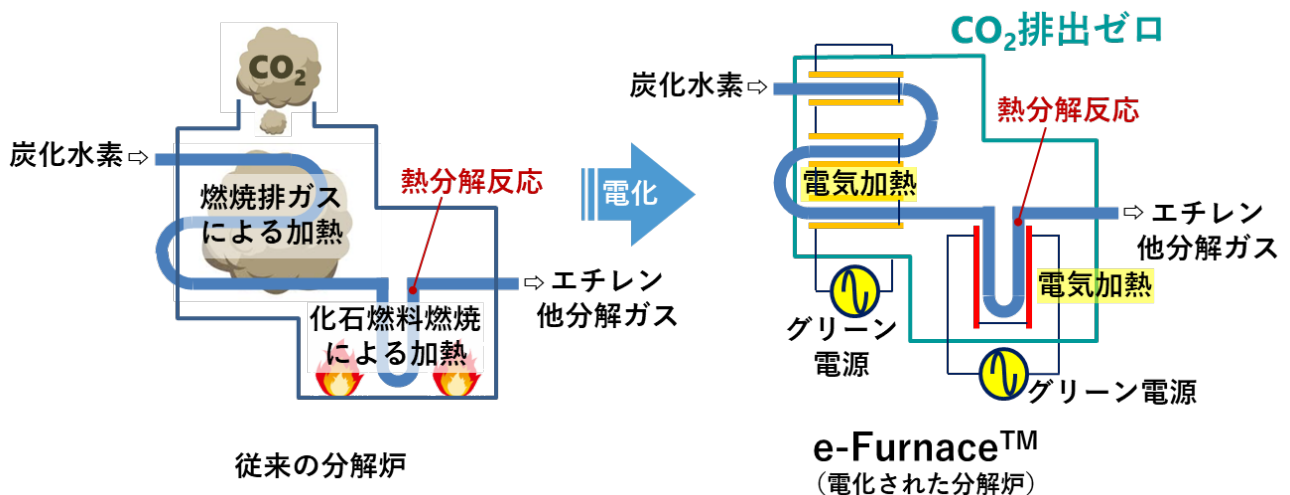 CO₂
炭化水素⇨
燃焼排ガス
による加熱
熱分解反応
⇨エチレン
他分解ガス
化石燃料燃焼
による加熱
従来の分解炉
電化
CO₂排出ゼロ
炭化水素⇨
熱分解反応
電気加熱
⇨エチレン
他分解ガス
電気加熱
グリーン
電源
グリーン電源
e-Furnace™
（電化された分解炉）